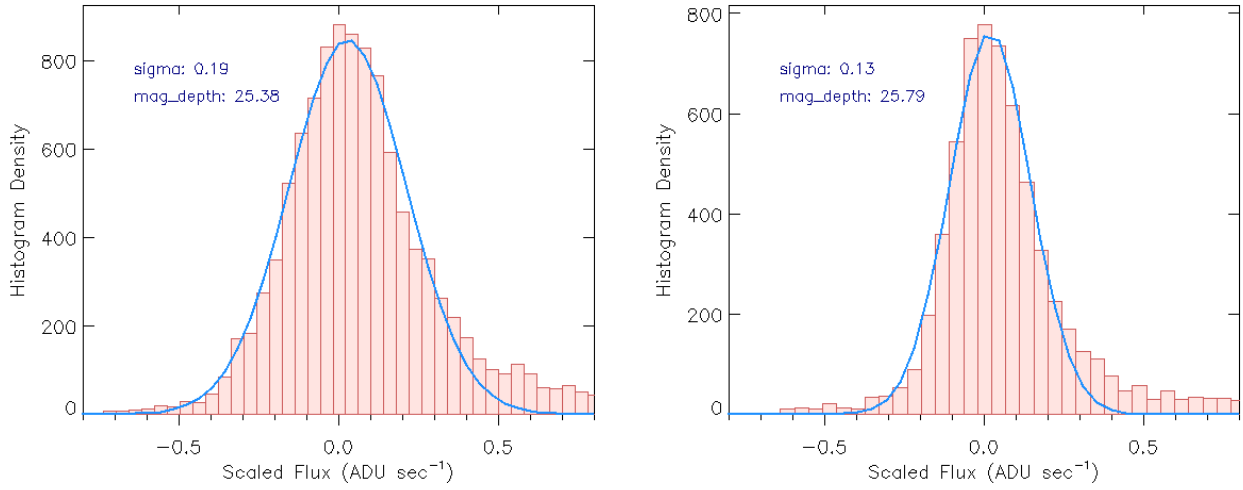 sigma: 0.19
mag_depth: 25.38
Histogram Density
800
600
400
200
0
−0.5
0.0
0.5
Scaled Flux (ADU sec⁻¹)
sigma: 0.13
mag_depth: 25.79
Histogram Density
800
600
400
200
0
−0.5
0.0
0.5
Scaled Flux (ADU sec⁻¹)